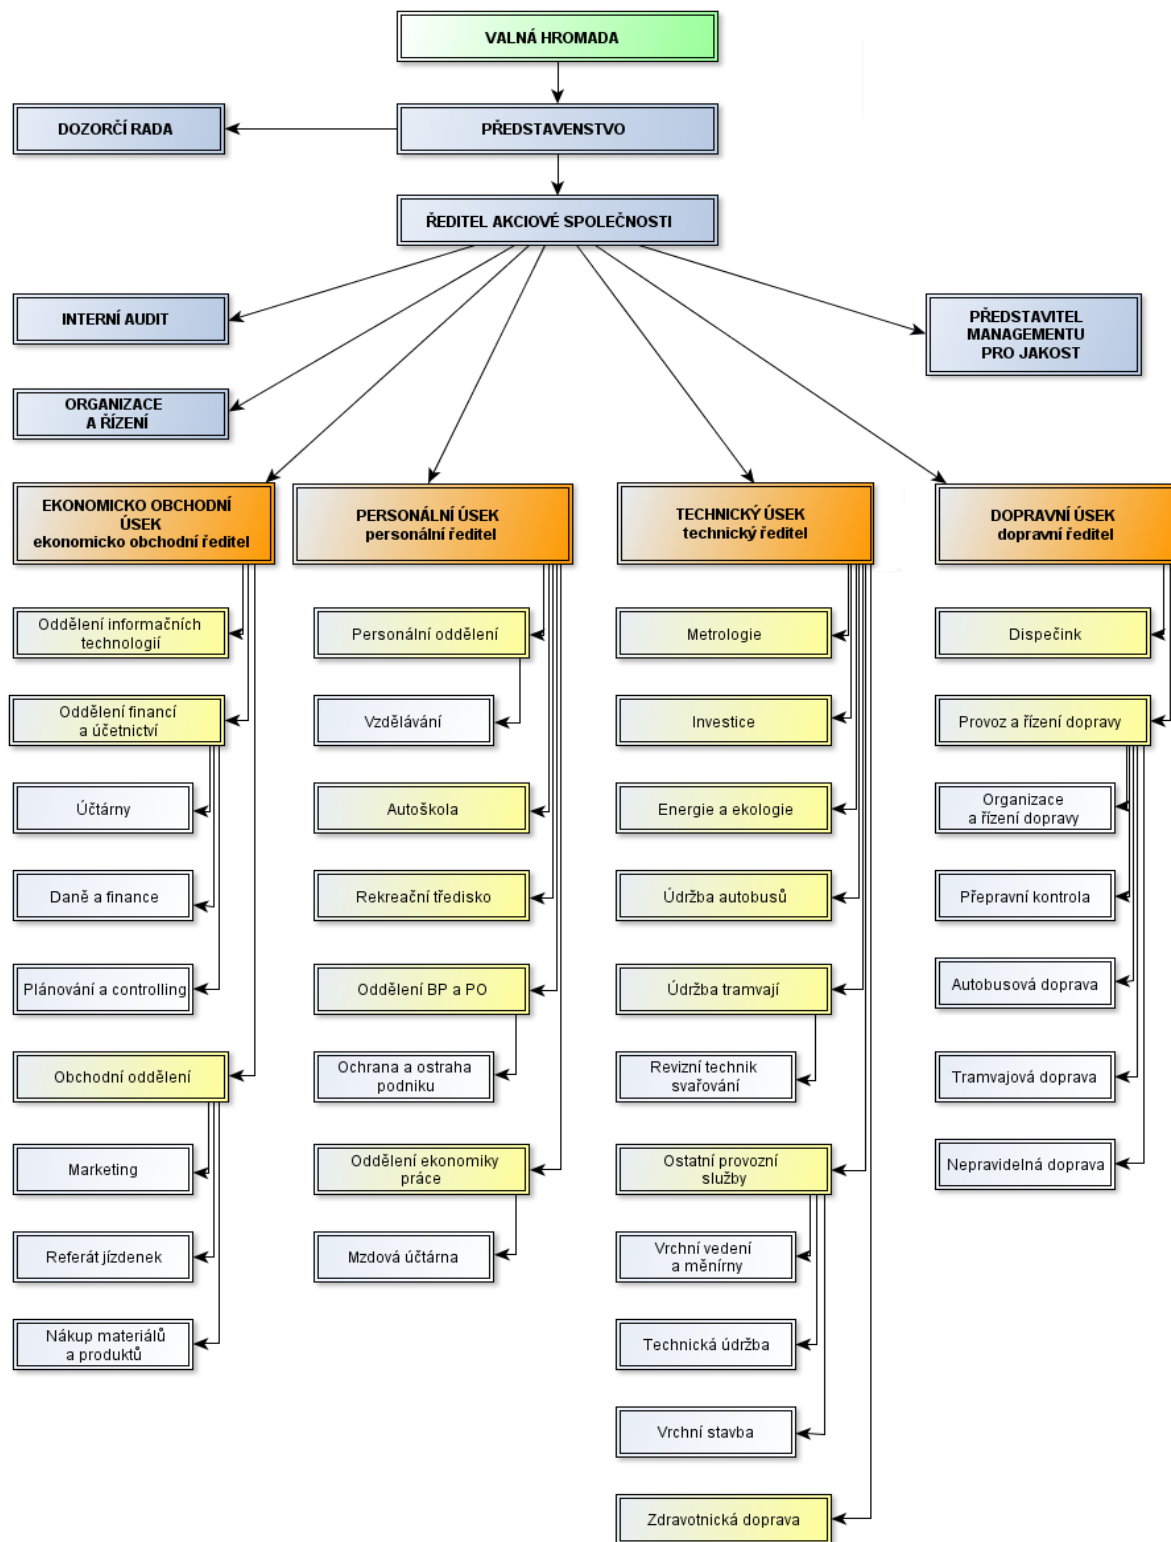 VALNÁ HROMADA
DOZORČÍ RADA
PŘEDSTAVENSTVO
ŘEDITEL AKCIOVÉ SPOLEČNOSTI
INTERNÍ AUDIT
PŘEDSTAVITEL
MANAGEMENTU
PRO JAKOST
ORGANIZACE
A ŘÍZENÍ
EKONOMICKO OBCHODNÍ
ÚSEK
ekonomicko obchodní ředitel
Oddělení informačních
technologií
Oddělení financí
a účetnictví
Účtárny
Daně a finance
Plánování a controlling
Obchodní oddělení
Marketing
Referát jízdenek
Nákup materiálů
a produktů
PERSONÁLNÍ ÚSEK
personální ředitel
Personální oddělení
Vzdělávání
Autoškola
Rekreační tředisko
Oddělení BP a PO
Ochrana a ostraha
podniku
Oddělení ekonomiky
práce
Mzdová účtárna
TECHNICKÝ ÚSEK
technický ředitel
Metrologie
Investice
Energie a ekologie
Údržba autobusů
Údržba tramvají
Revizní technik
svařování
Ostatní provozní
služby
Vrchní vedení
a měnírny
Technická údržba
Vrchní stavba
Zdravotnická doprava
DOPRAVNÍ ÚSEK
dopravní ředitel
Dispečink
Provoz a řízení dopravy
Organizace
a řízení dopravy
Přepravní kontrola
Autobusová doprava
Tramvajová doprava
Nepravidelná doprava